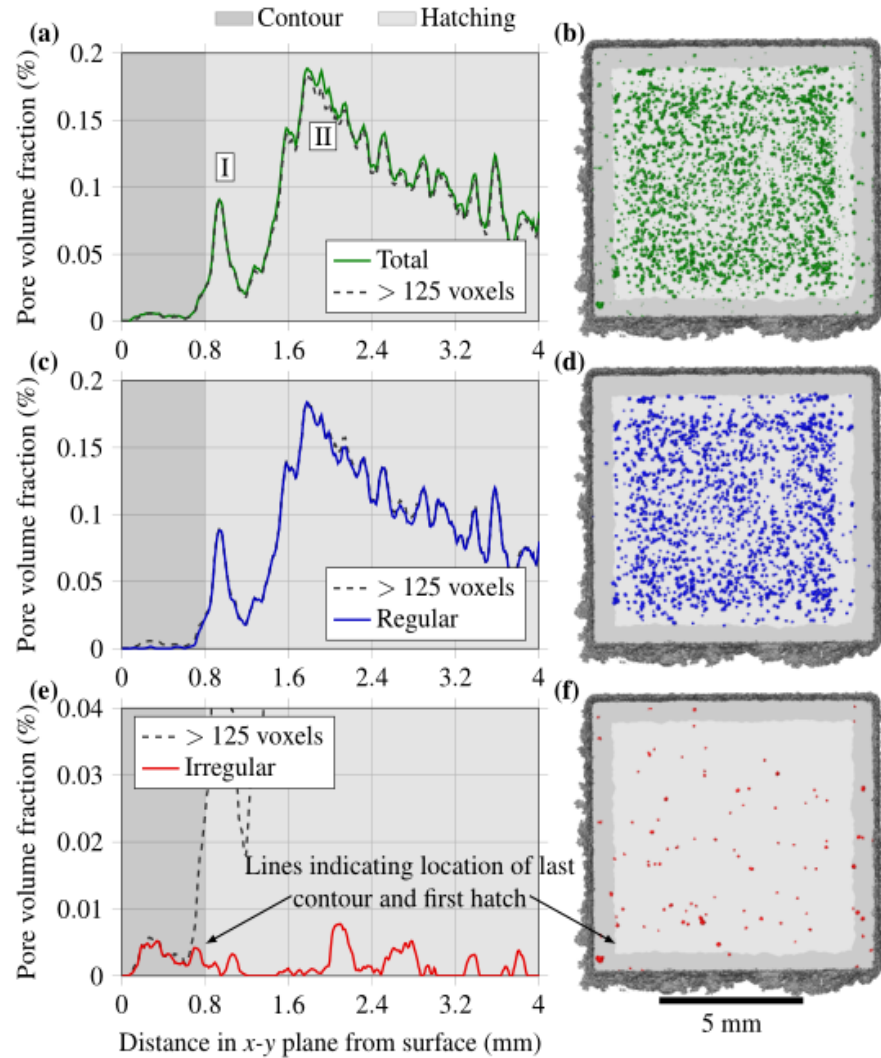 Contour Hatching
(a)
Pore volume fraction (%)
0.2
0.15
0.1
0.05
0
I
II
Total
> 125 voxels
0 0.8 1.6 2.4 3.2 4
(b)
(c)
Pore volume fraction (%)
0.2
0.15
0.1
0.05
0
> 125 voxels
Regular
0 0.8 1.6 2.4 3.2 4
(d)
(e)
Pore volume fraction (%)
0.04
0.03
0.02
0.01
0
> 125 voxels
Irregular
Lines indicating location of last
contour and first hatch
0 0.8 1.6 2.4 3.2 4
Distance in x-y plane from surface (mm)
(f)
5 mm